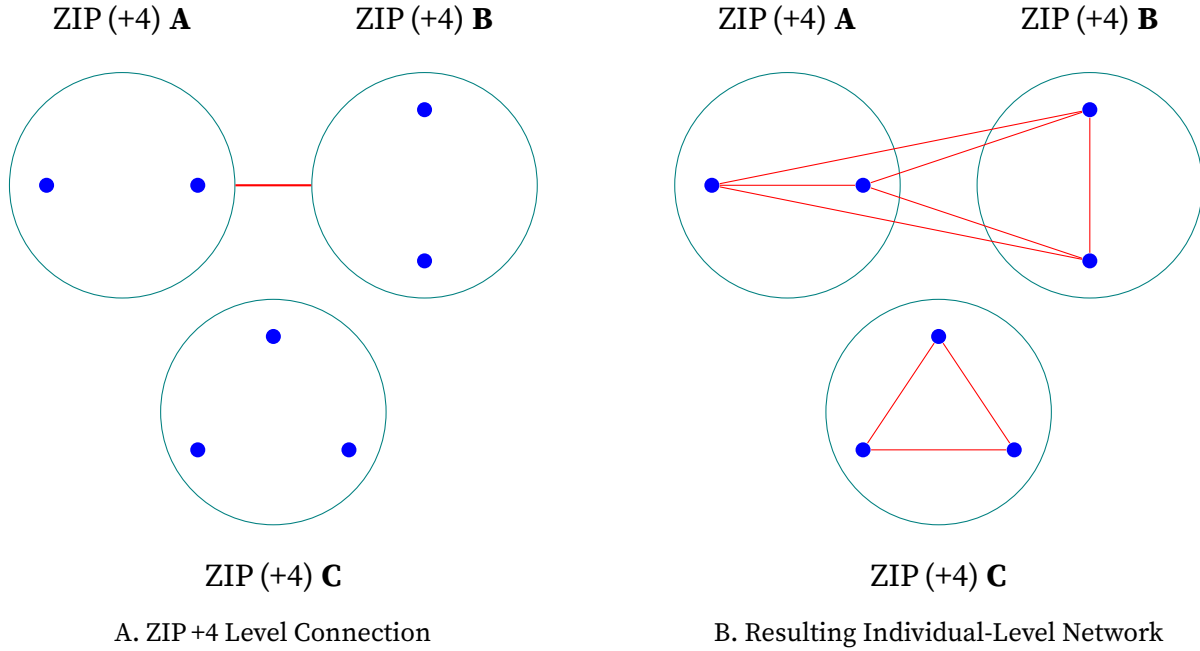 ZIP (+4) A
ZIP (+4) B
ZIP (+4) C
A. ZIP +4 Level Connection
ZIP (+4) A
ZIP (+4) B
ZIP (+4) C
B. Resulting Individual-Level Network